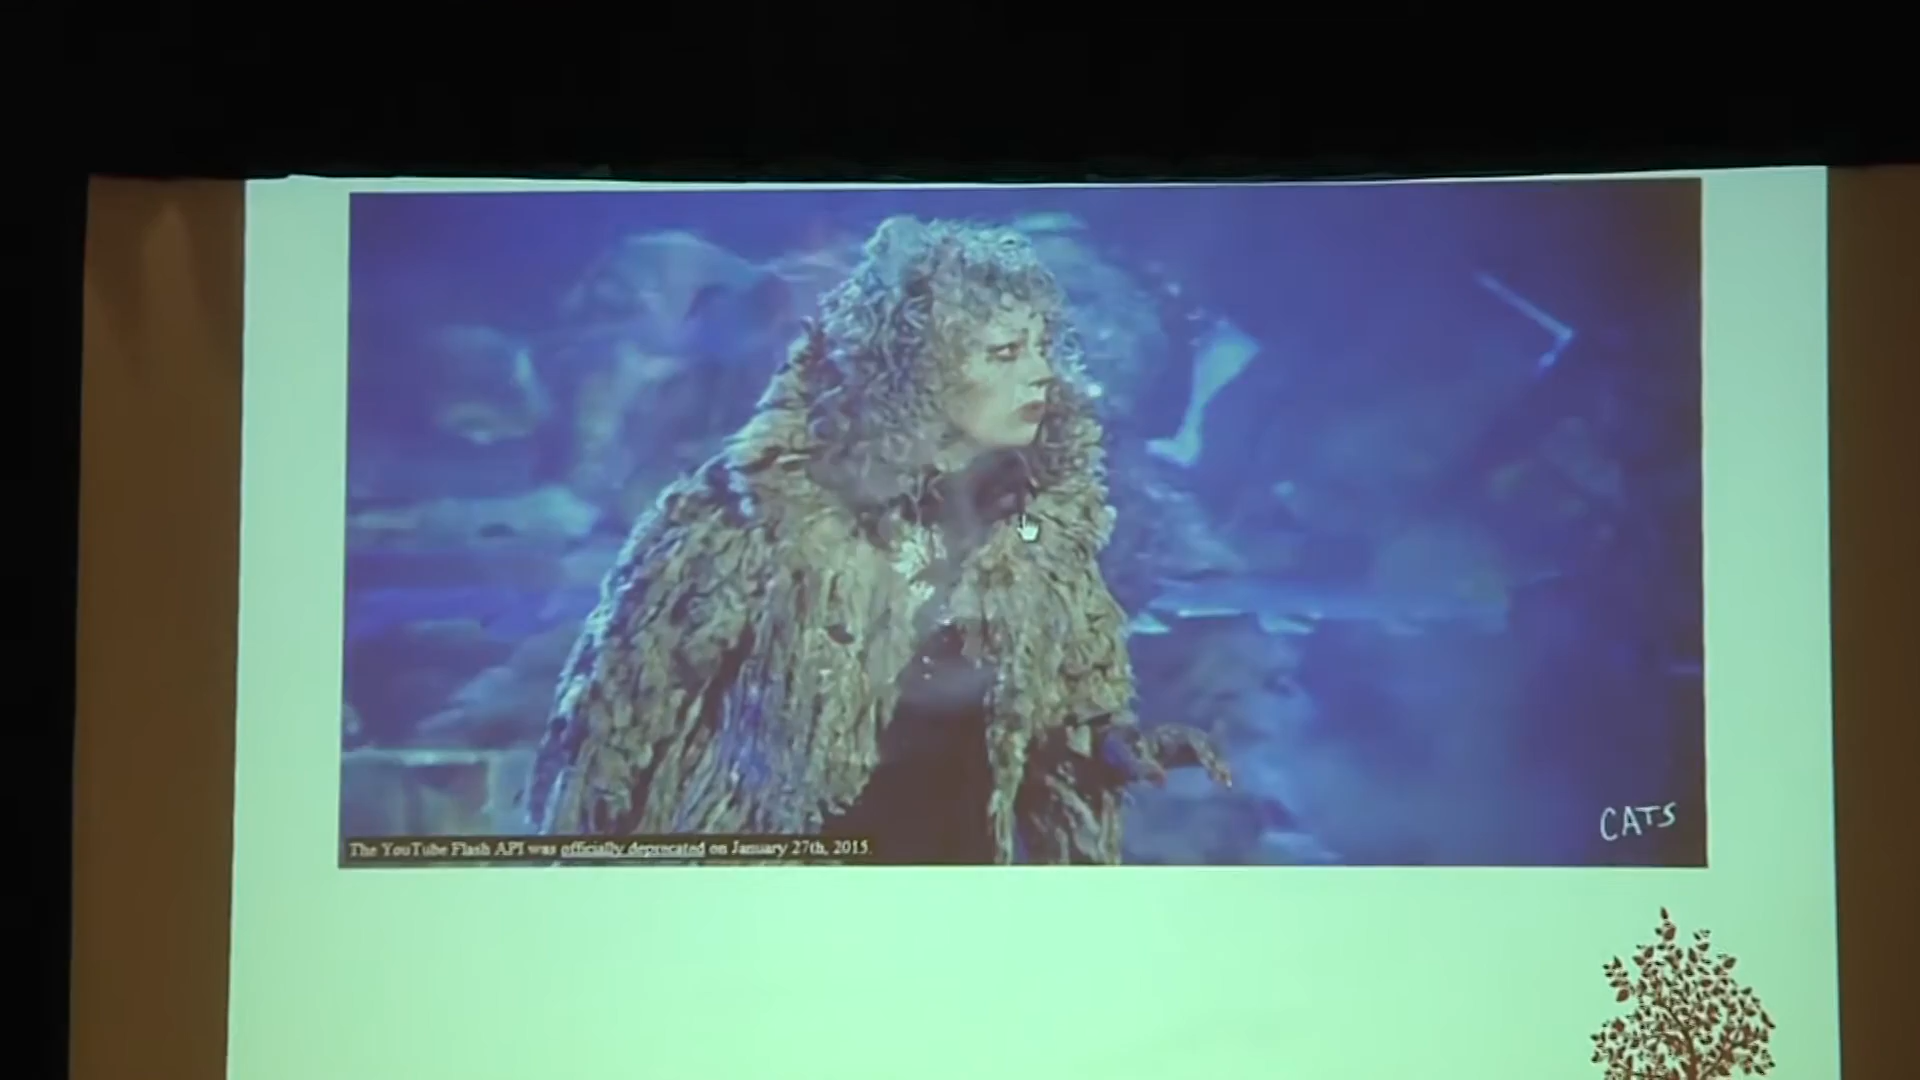 CATS
The YouTube Flash API was officially deprecated on January 27th, 2015.